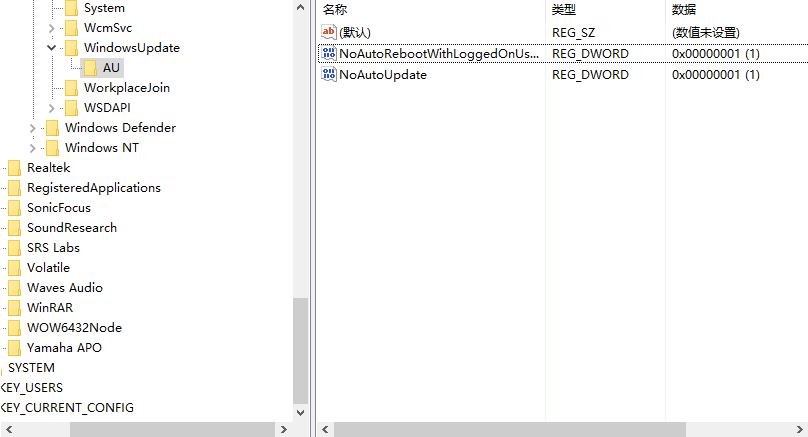 System
WcmSvc
WindowsUpdate
AU
WorkplaceJoin
WSDAPI
Windows Defender
Windows NT
Realtek
RegisteredApplications
SonicFocus
SoundResearch
SRS Labs
Volatile
Waves Audio
WinRAR
WOW6432Node
Yamaha APO
SYSTEM
KEY_USERS
KEY_CURRENT_CONFIG
名称 类型 数据
ab (默认) REG_SZ (数值未设置)
NoAutoRebootWithLoggedOnUs... REG_DWORD 0x00000001 (1)
NoAutoUpdate REG_DWORD 0x00000001 (1)